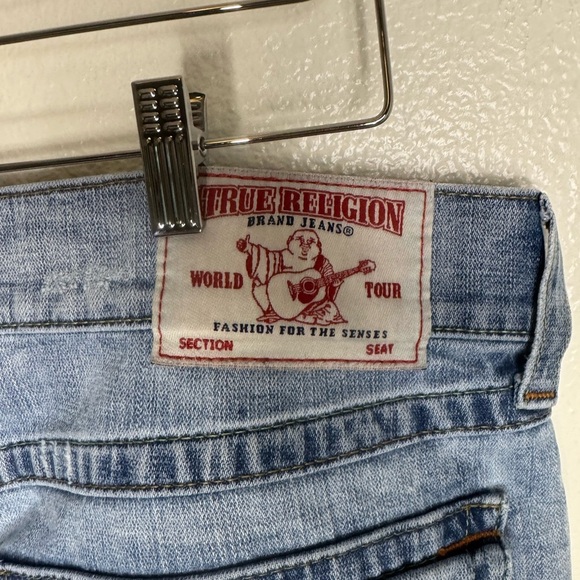 TRUE RELIGION
BRAND JEANS®
WORLD TOUR
FASHION FOR THE SENSES
SECTION SEAT